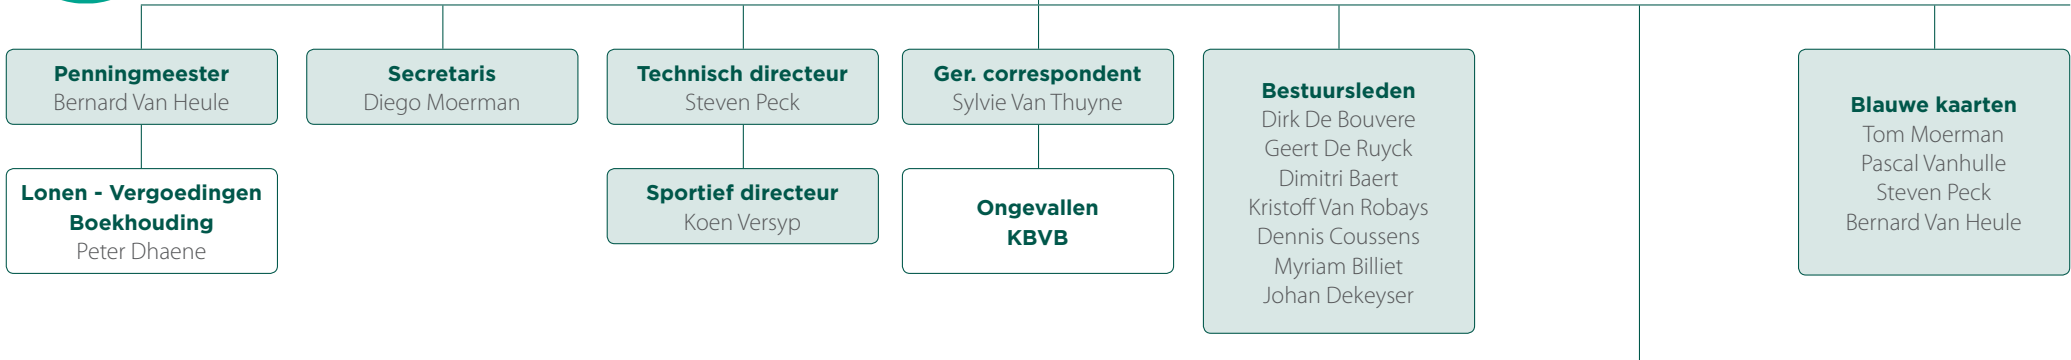 Penningmeester
Bernard Van Heule
Secretaris
Diego Moerman
Technisch directeur
Steven Peck
Ger. correspondent
Sylvie Van Thuyne
Bestuursleden
Dirk De Bouvere
Geert De Ruyck
Dimitri Baert
Kristoff Van Robays
Dennis Coussens
Myriam Billiet
Johan Dekeyser
Blauwe kaarten
Tom Moerman
Pascal Vanhulle
Steven Peck
Bernard Van Heule
Lonen - Vergoedingen
Boekhouding
Peter Dhaene
Sportief directeur
Koen Versyp
Ongevallen
KBVB